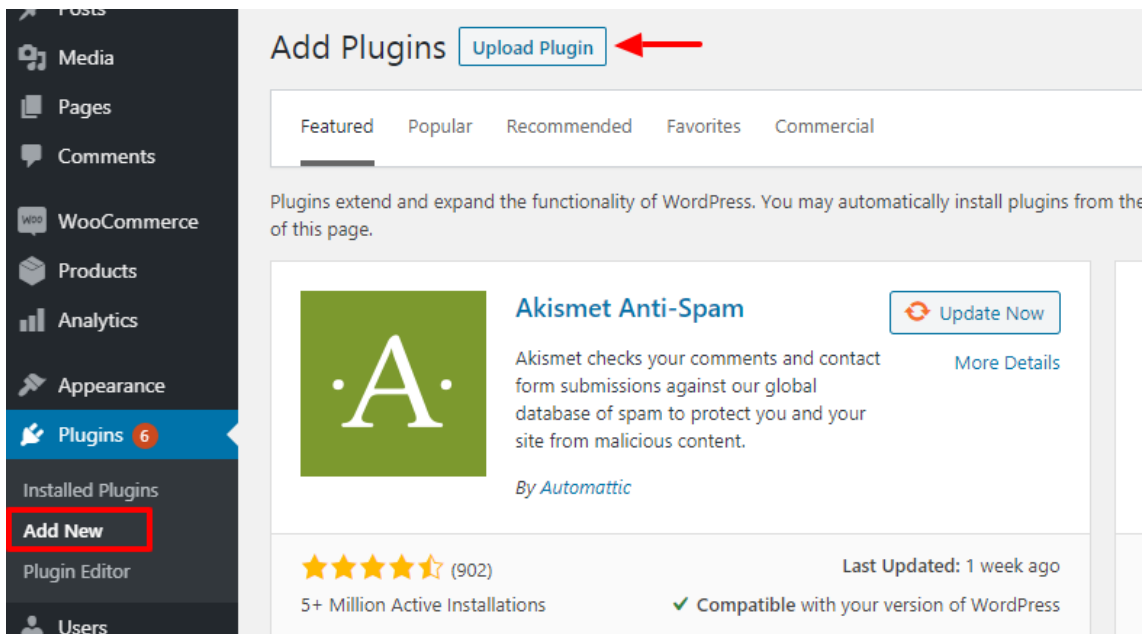 Posts
Media
Pages
Comments
WOO
WooCommerce
Products
Analytics
Appearance
Plugins 6
Installed Plugins
Add New
Plugin Editor
Users
Add Plugins Upload Plugin
Featured Popular Recommended Favorites Commercial
Plugins extend and expand the functionality of WordPress. You may automatically install plugins from the
of this page.
·A·
Akismet Anti-Spam
Update Now
More Details
Akismet checks your comments and contact
form submissions against our global
database of spam to protect you and your
site from malicious content.
By Automattic
(902)
5+ Million Active Installations
Last Updated: 1 week ago
✔ Compatible with your version of WordPress